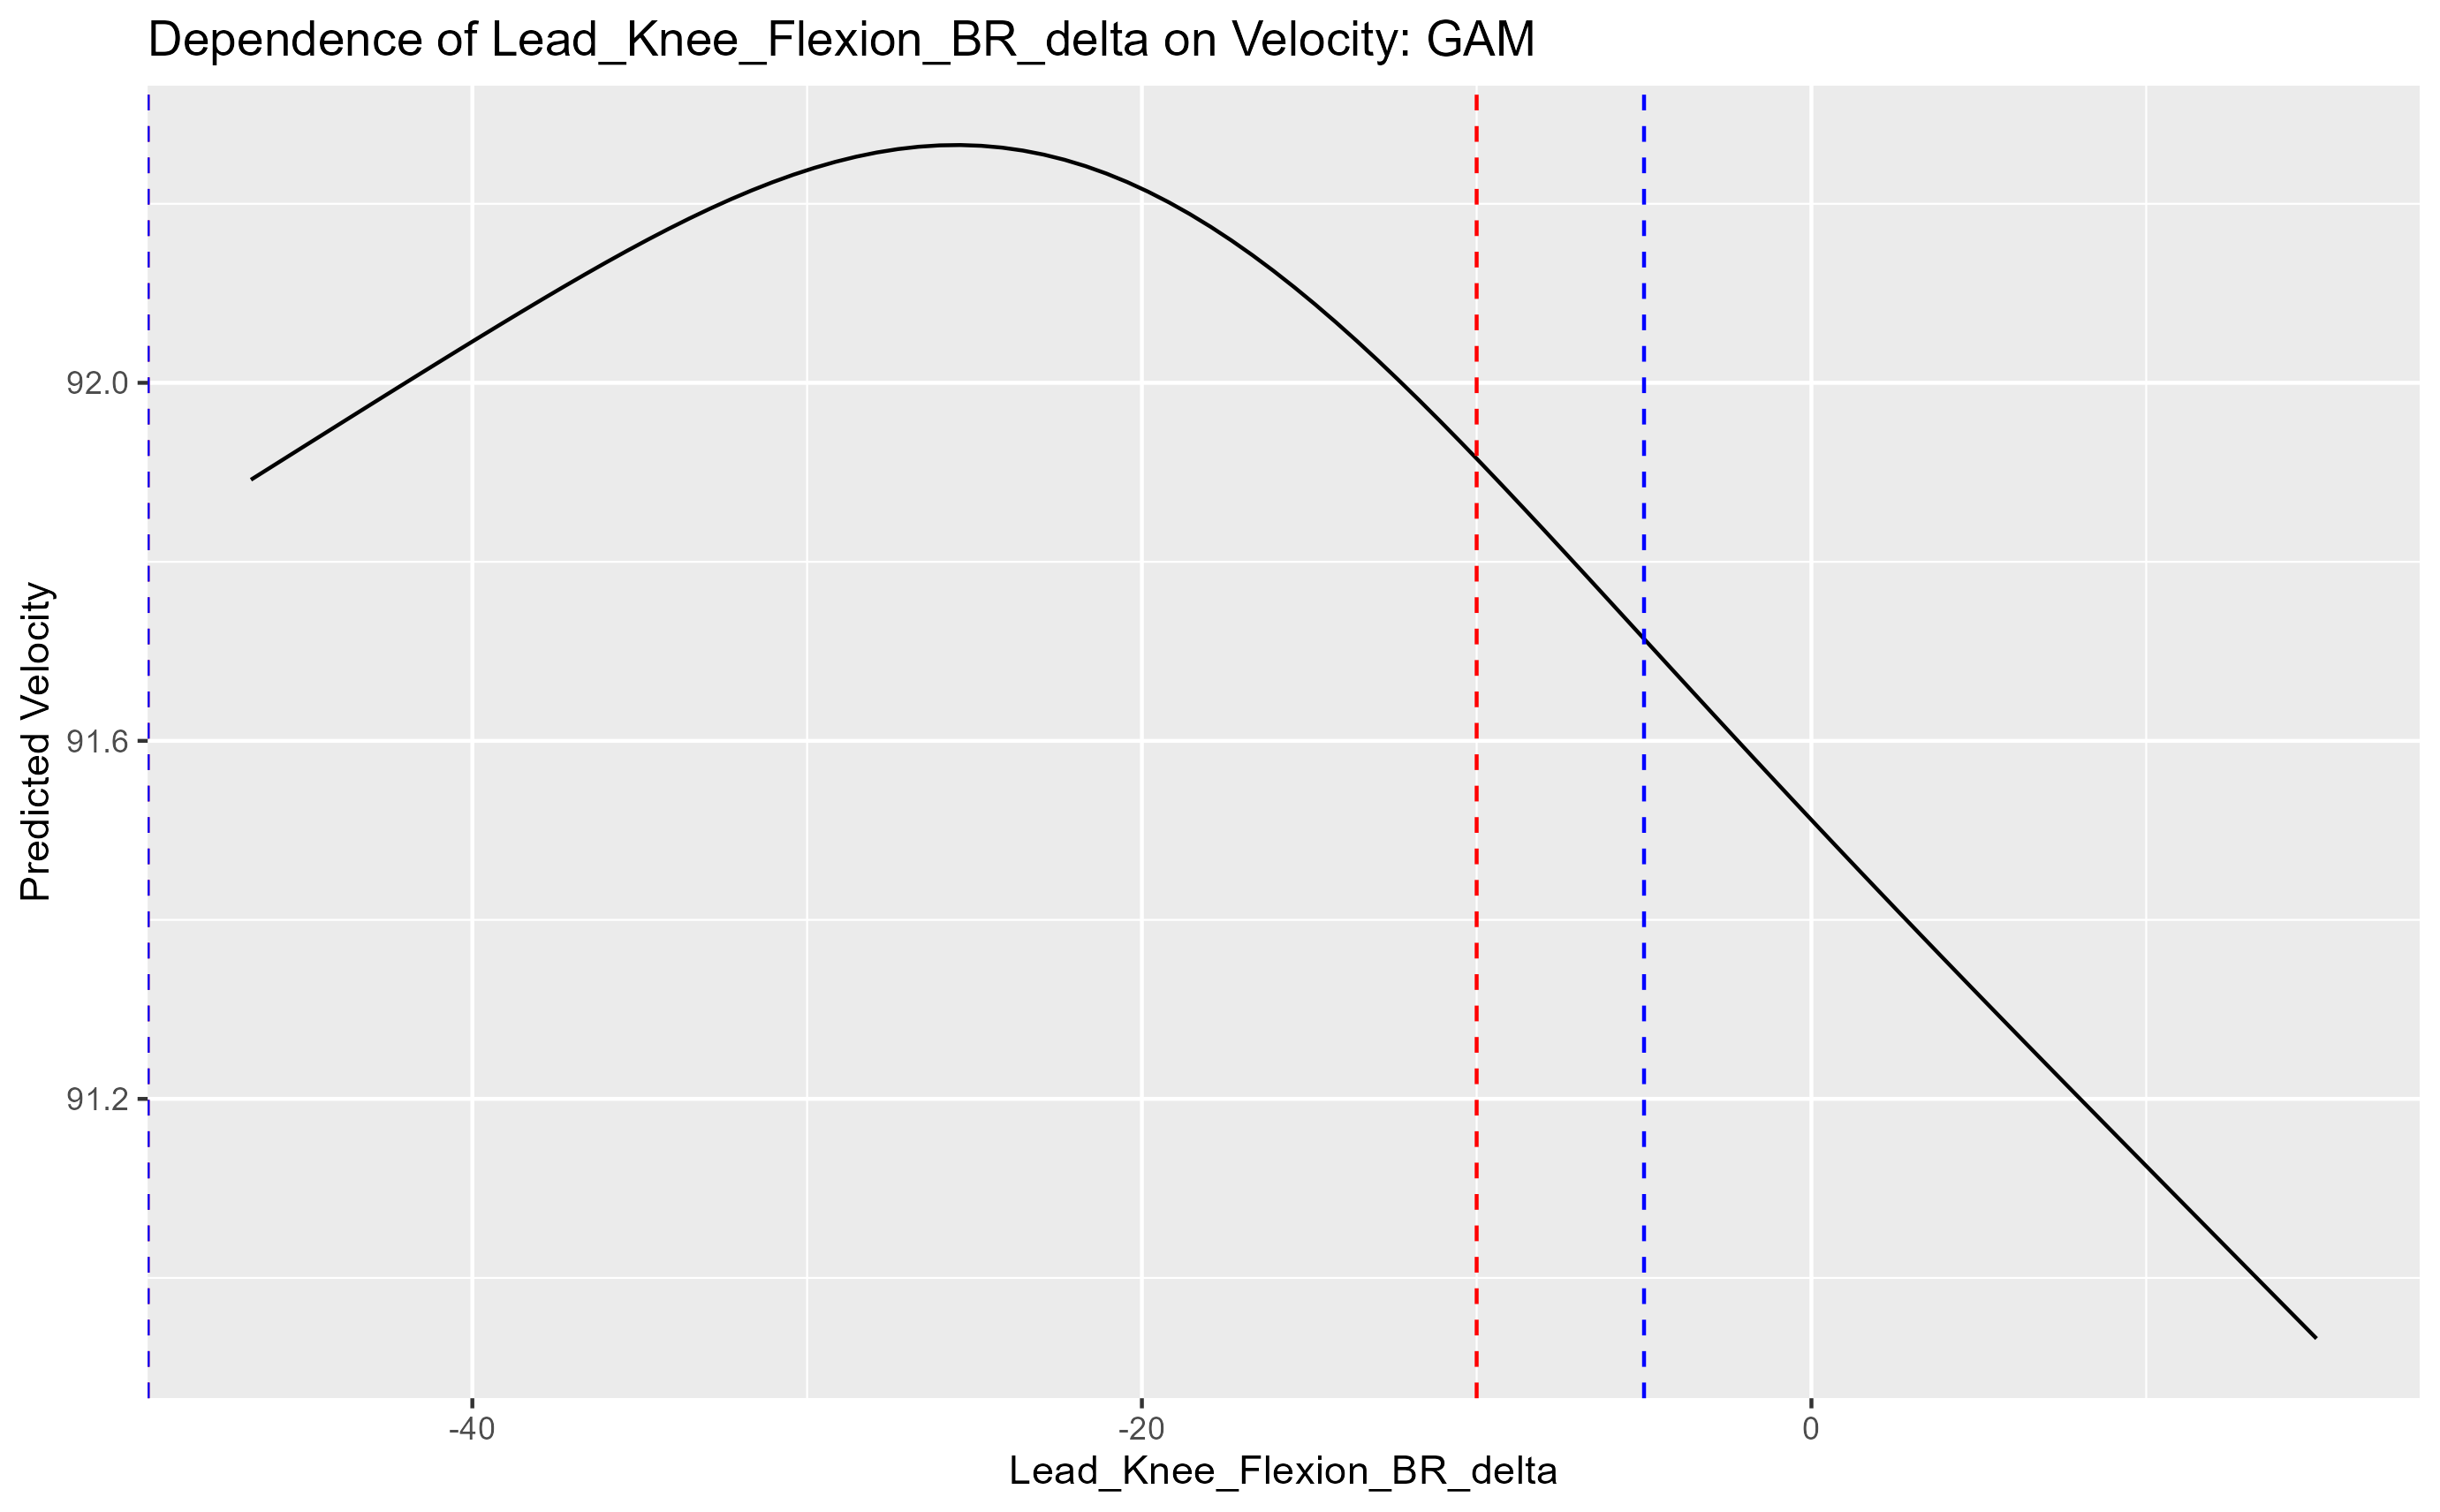 Dependence of Lead_Knee_Flexion_BR_delta on Velocity: GAM
Predicted Velocity
92.0
91.6
91.2
-40
-20
0
Lead_Knee_Flexion_BR_delta